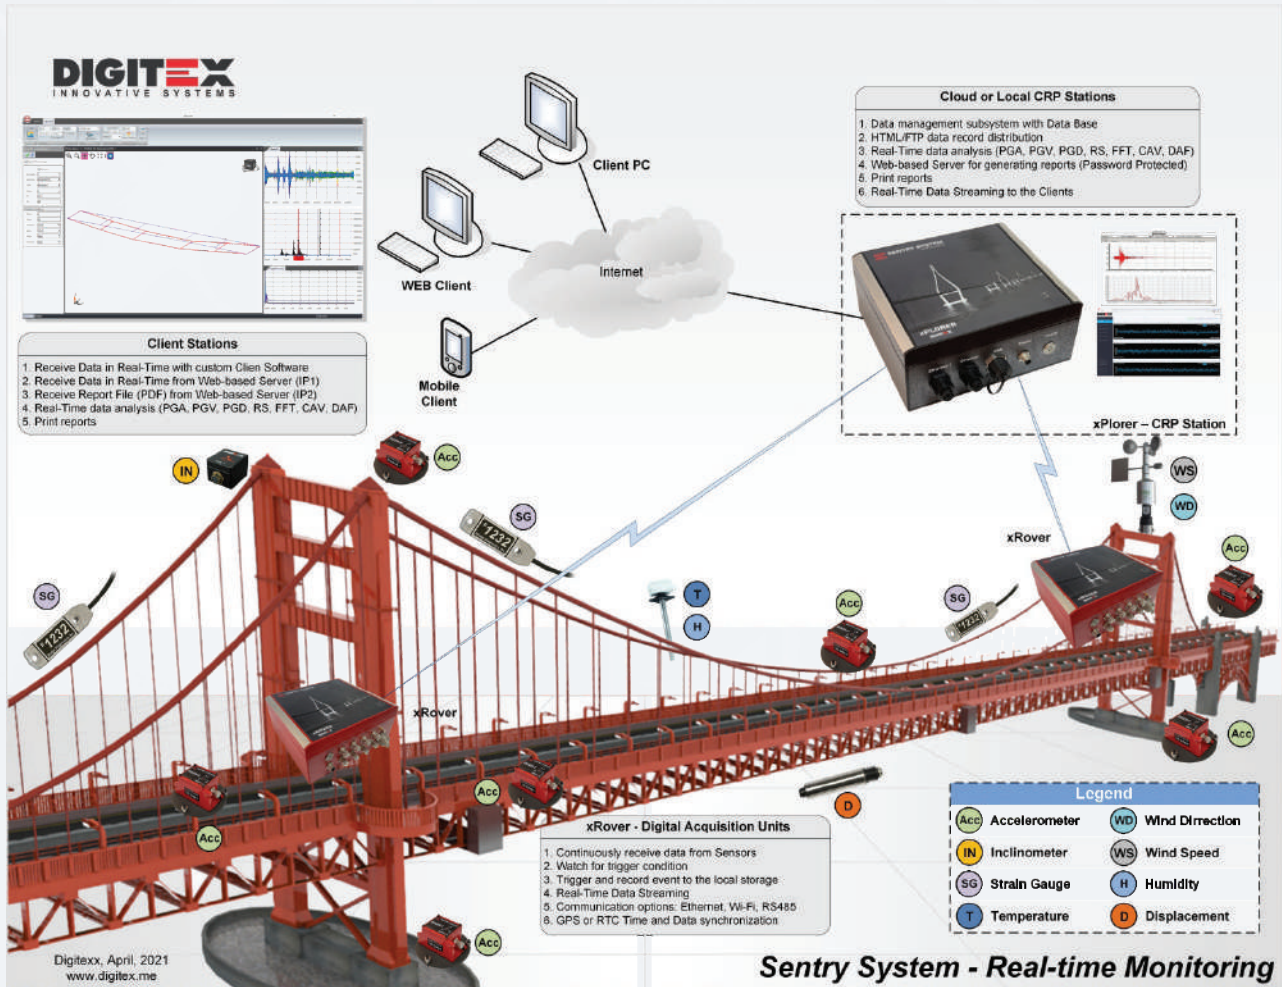 DIGITEX
INNOVATIVE SYSTEMS
Client PC
WEB Client
Internet
Mobile
Client
Cloud or Local CRP Stations
1. Data management subsystem with Data Base
2. HTML/FTP data record distribution
3. Real-Time data analysis (PGA, PGV, PGD, RS, FFT, CAV, DAF)
4. Web-based Server for generating reports (Password Protected)
5. Print reports
6. Real-Time Data Streaming to the Clients
SENTRY SYSTEM
xPLORER
xPlorer – CRP Station
Client Stations
1. Receive Data in Real-Time with custom Clien Software
2. Receive Data in Real-Time from Web-based Server (IP1)
3. Receive Report File (PDF) from Web-based Server (IP2)
4. Real-Time data analysis (PGA, PGV, PGD, RS, FFT, CAV, DAF)
5. Print reports
IN
Acc
SG
1232
SG
1232
T
H
Acc
SG
1232
xRover
WS
WD
Acc
xRover
Acc
Acc
Acc
Acc
D
xRover - Digital Acquisition Units
1. Continuously receive data from Sensors
2. Watch for trigger condition
3. Trigger and record event to the local storage
4. Real-Time Data Streaming
5. Communication options: Ethernet, Wi-Fi, RS485
6. GPS or RTC Time and Data synchronization
Legend
Acc Accelerometer
WD Wind Dirrection
IN Inclinometer
WS Wind Speed
SG Strain Gauge
H Humidity
T Temperature
D Displacement
Digitexx, April, 2021
www.digitex.me
Sentry System - Real-time Monitoring